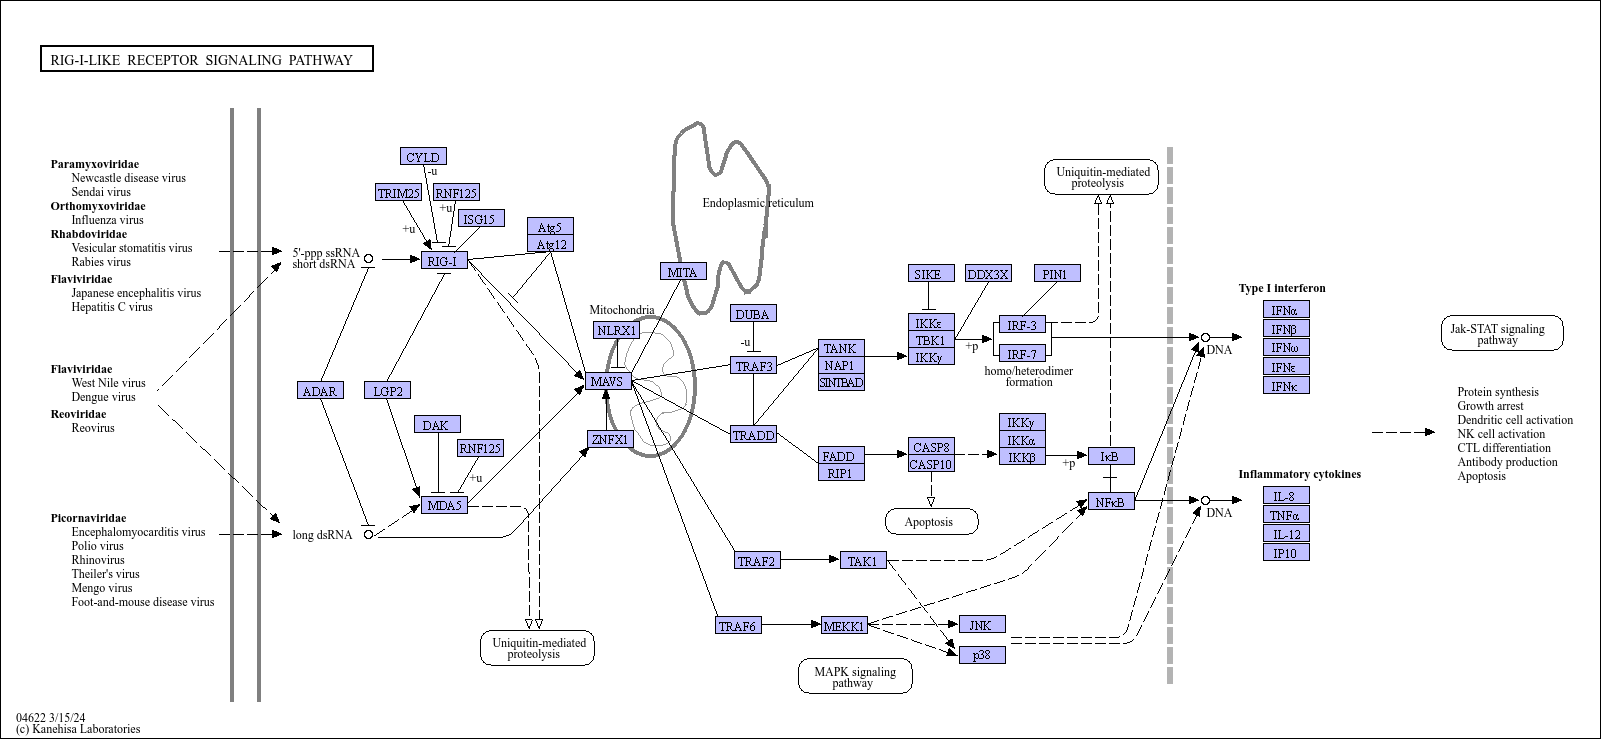 RIG-I-LIKE RECEPTOR SIGNALING PATHWAY
Paramyxoviridae
Newcastle disease virus
Sendai virus
Orthomyxoviridae
Influenza virus
Rhabdoviridae
Vesicular stomatitis virus
Rabies virus
Flaviviridae
Japanese encephalitis virus
Hepatitis C virus
Flaviviridae
West Nile virus
Dengue virus
Reoviridae
Reovirus
Picornaviridae
Encephalomyocarditis virus
Polio virus
Rhinovirus
Theiler's virus
Mengo virus
Foot-and-mouse disease virus
5'-ppp ssRNA
short dsRNA
long dsRNA
ADAR
CYLD
-u
TRIM25
RNF125
+u
+u
ISG15
RIG-I
Atg5
Atg12
LGP2
DAK
RNF125
+u
MDA5
Uniquitin-mediated
proteolysis
Endoplasmic reticulum
MITA
Mitochondria
NLRX1
MAVS
ZNFX1
DUBA
-u
TRAF3
TRADD
TRAF2
TRAF6
TANK
NAP1
SINTBAD
FADD
RIP1
TAK1
MEKK1
MAPK signaling
pathway
SIKE
DDX3X
PIN1
IKKε
TBK1
IKKγ
+p
IRF-3
IRF-7
homo/heterodimer
formation
Uniquitin-mediated
proteolysis
CASP8
CASP10
Apoptosis
IKKγ
IKKα
IKKβ
+p
IκB
NFκB
JNK
p38
DNA
DNA
Type I interferon
IFNα
IFNβ
IFNω
IFNε
IFNκ
Inflammatory cytokines
IL-8
TNFα
IL-12
IP10
Jak-STAT signaling
pathway
Protein synthesis
Growth arrest
Dendritic cell activation
NK cell activation
CTL differentiation
Antibody production
Apoptosis
04622 3/15/24
(c) Kanehisa Laboratories